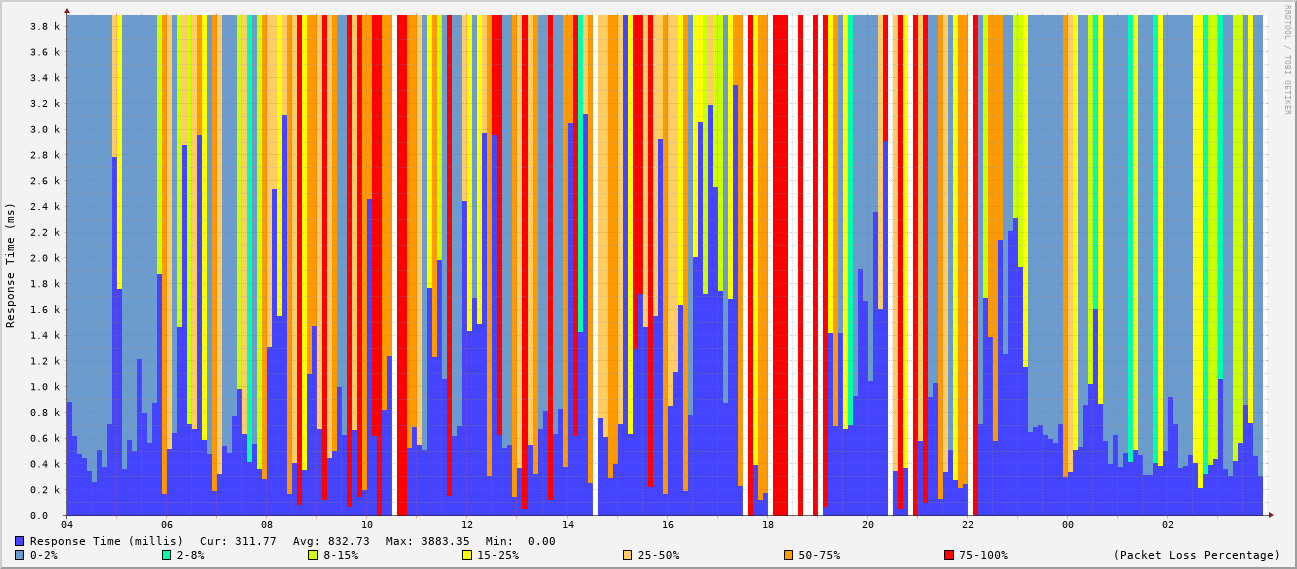 RRDTOOL / TOBI OETIKER
Response Time (ms)
3.8 k
3.6 k
3.4 k
3.2 k
3.0 k
2.8 k
2.6 k
2.4 k
2.2 k
2.0 k
1.8 k
1.6 k
1.4 k
1.2 k
1.0 k
0.8 k
0.6 k
0.4 k
0.2 k
0.0
04 06 08 10 12 14 16 18 20 22 00 02
Response Time (millis) Cur: 311.77 Avg: 832.73 Max: 3883.35 Min: 0.00
0-2% 2-8% 8-15% 15-25% 25-50% 50-75% 75-100% (Packet Loss Percentage)